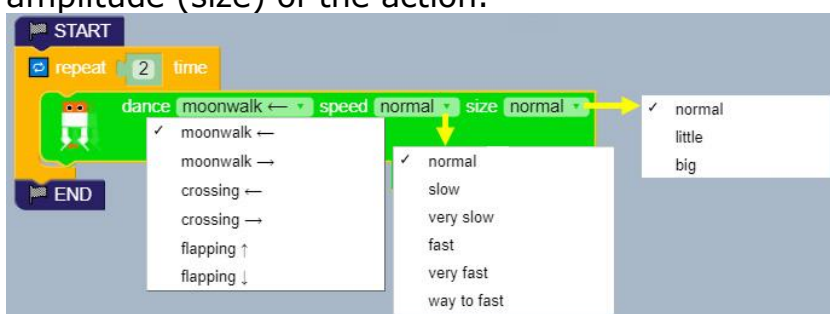 amplitude (size) of the action.
START
repeat 2 time
dance moonwalk ← speed normal size normal
✓ moonwalk ←
moonwalk →
crossing ←
crossing →
flapping ↑
flapping ↓
✓ normal
slow
very slow
fast
very fast
way to fast
✓ normal
little
big
END